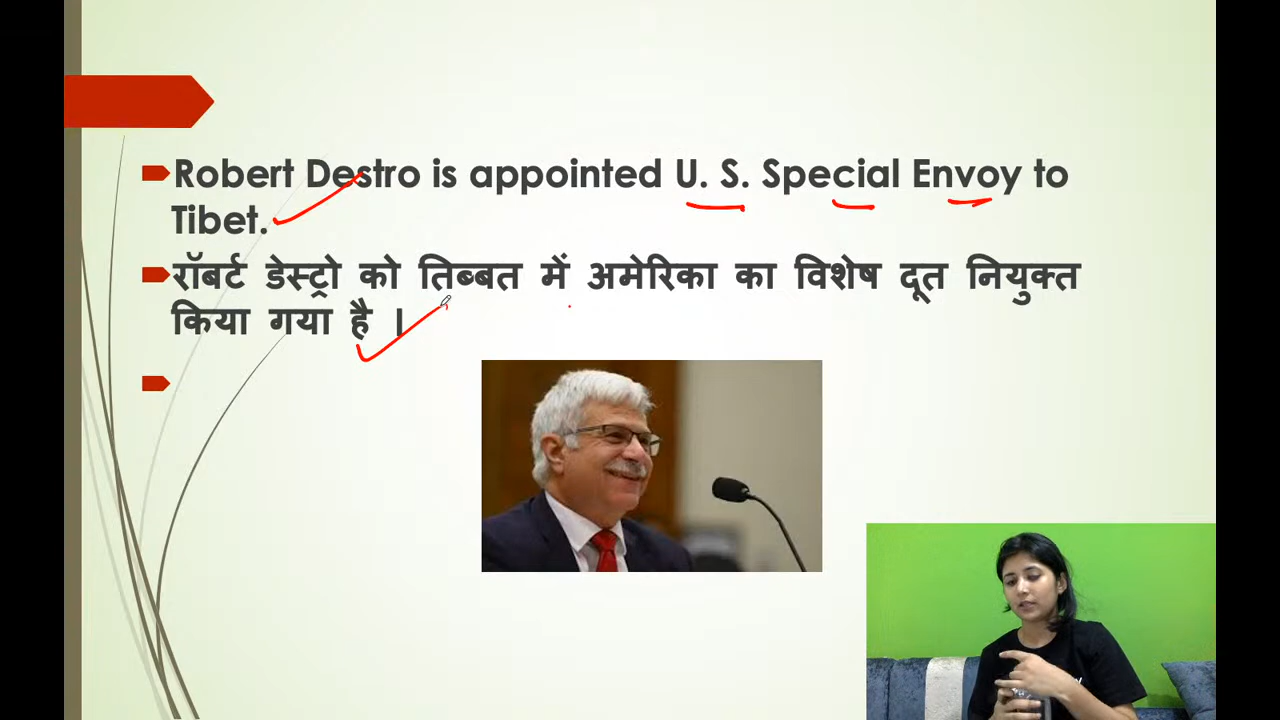 Robert Destro is appointed U. S. Special Envoy to
Tibet.
रॉबर्ट डेस्ट्रो को तिब्बत में अमेरिका का विशेष दूत नियुक्त
किया गया है ।